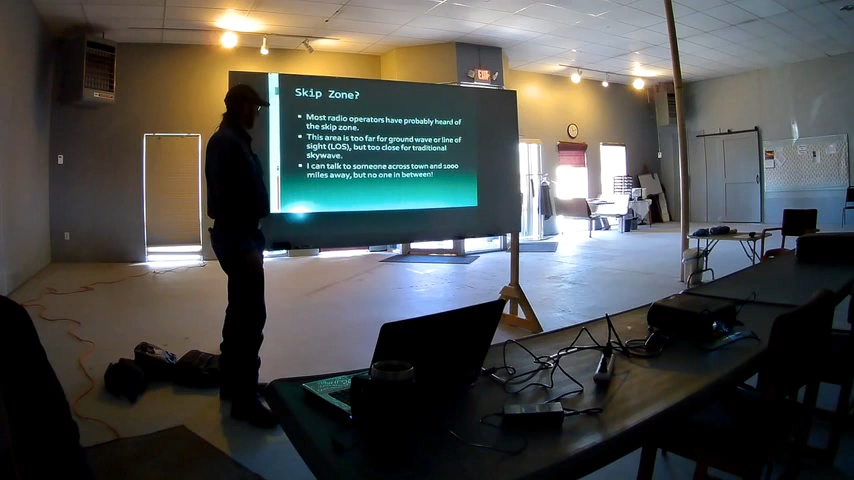 EXIT
Skip Zone?
Most radio operators have probably heard of
the skip zone.
This area is too far for ground wave or line of
sight (LOS), but too close for traditional
skywave.
I can talk to someone across town and 1000
miles away, but no one in between!